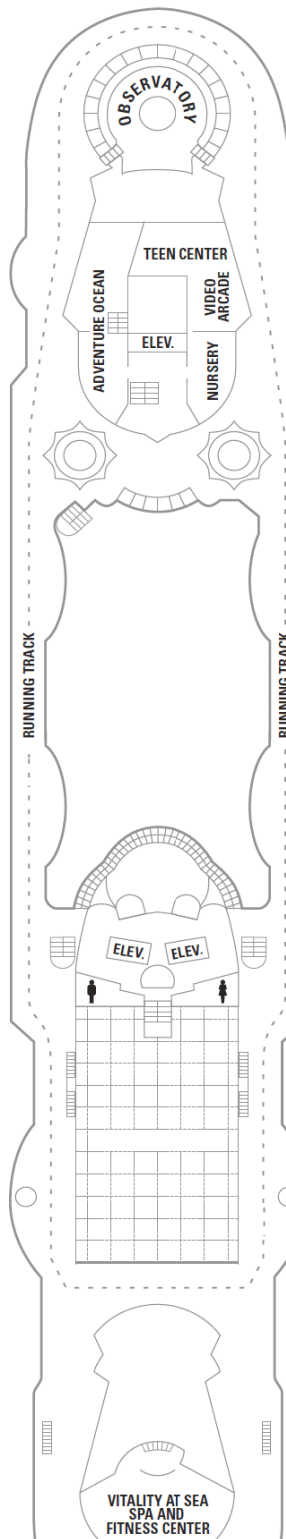 OBSERVATORY
TEEN CENTER
ADVENTURE OCEAN
VIDEO
ARCADE
ELEV.
NURSERY
RUNNING TRACK
RUNNING TRACK
ELEV.
ELEV.
VITALITY AT SEA
SPA AND
FITNESS CENTER